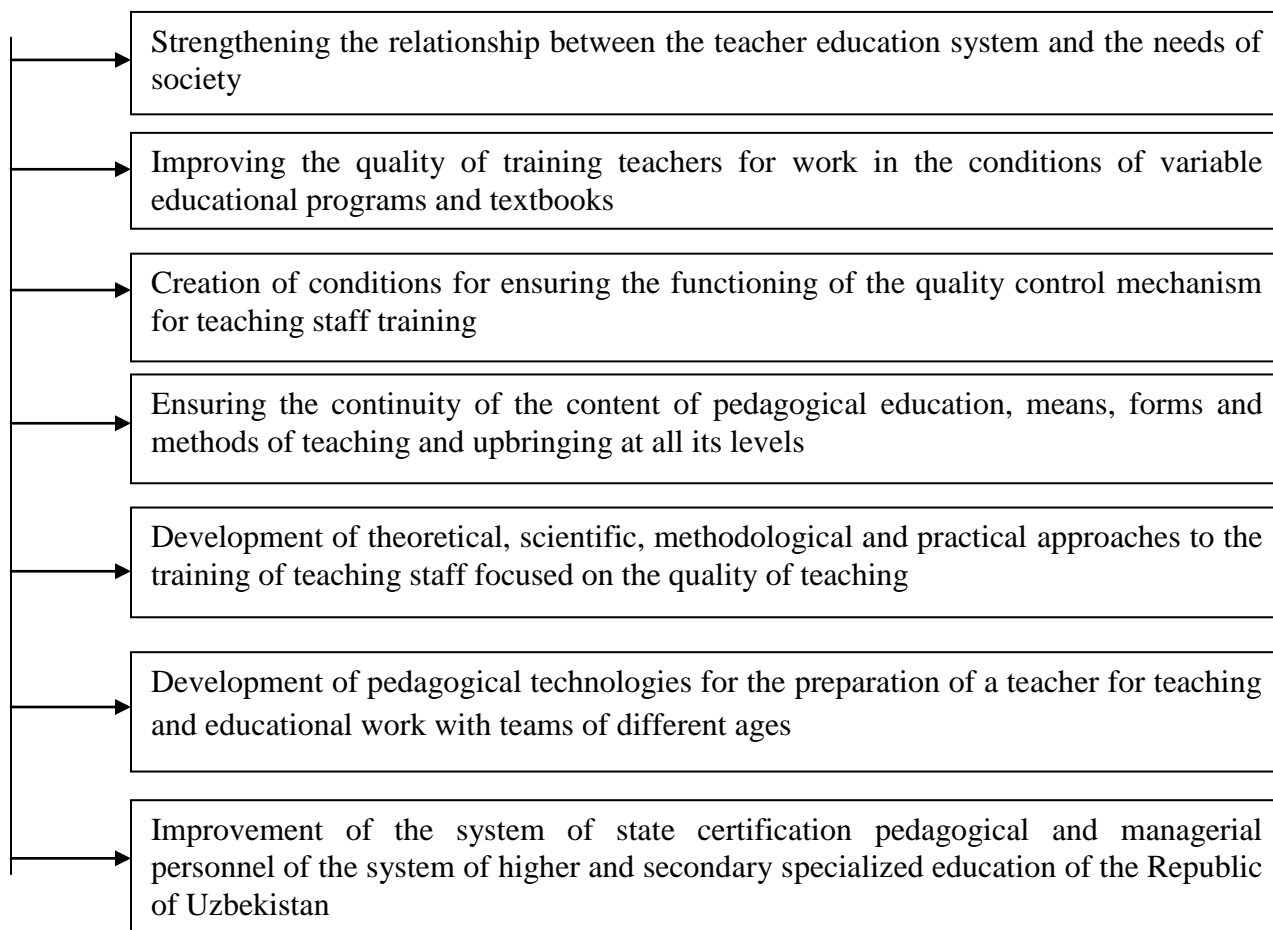 Strengthening the relationship between the teacher education system and the needs of
society
Improving the quality of training teachers for work in the conditions of variable
educational programs and textbooks
Creation of conditions for ensuring the functioning of the quality control mechanism
for teaching staff training
Ensuring the continuity of the content of pedagogical education, means, forms and
methods of teaching and upbringing at all its levels
Development of theoretical, scientific, methodological and practical approaches to the
training of teaching staff focused on the quality of teaching
Development of pedagogical technologies for the preparation of a teacher for teaching
and educational work with teams of different ages
Improvement of the system of state certification pedagogical and managerial
personnel of the system of higher and secondary specialized education of the Republic
of Uzbekistan